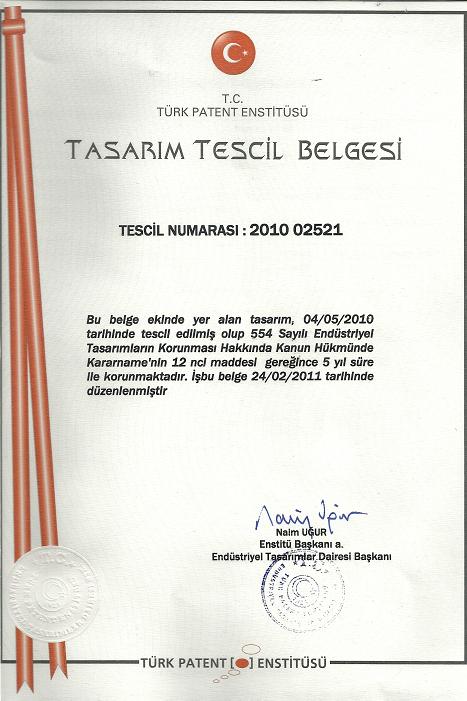 T.C.
TÜRK PATENT ENSTİTÜSÜ
TASARIM TESCİL BELGESİ
TESCİL NUMARASI : 2010 02521
Bu belge ekinde yer alan tasarım, 04/05/2010
tarihinde tescil edilmiş olup 554 Sayılı Endüstriyel
Tasarımların Korunması Hakkında Kanun Hükmünde
Kararname'nin 12 nci maddesi gereğince 5 yıl süre
ile korunmaktadır. İşbu belge 24/02/2011 tarihinde
düzenlenmiştir
Naim UĞUR
Enstitü Başkanı a.
Endüstriyel Tasarımlar Dairesi Başkanı
T.C.
TÜRK PATENT [ ] ENSTİTÜSÜ